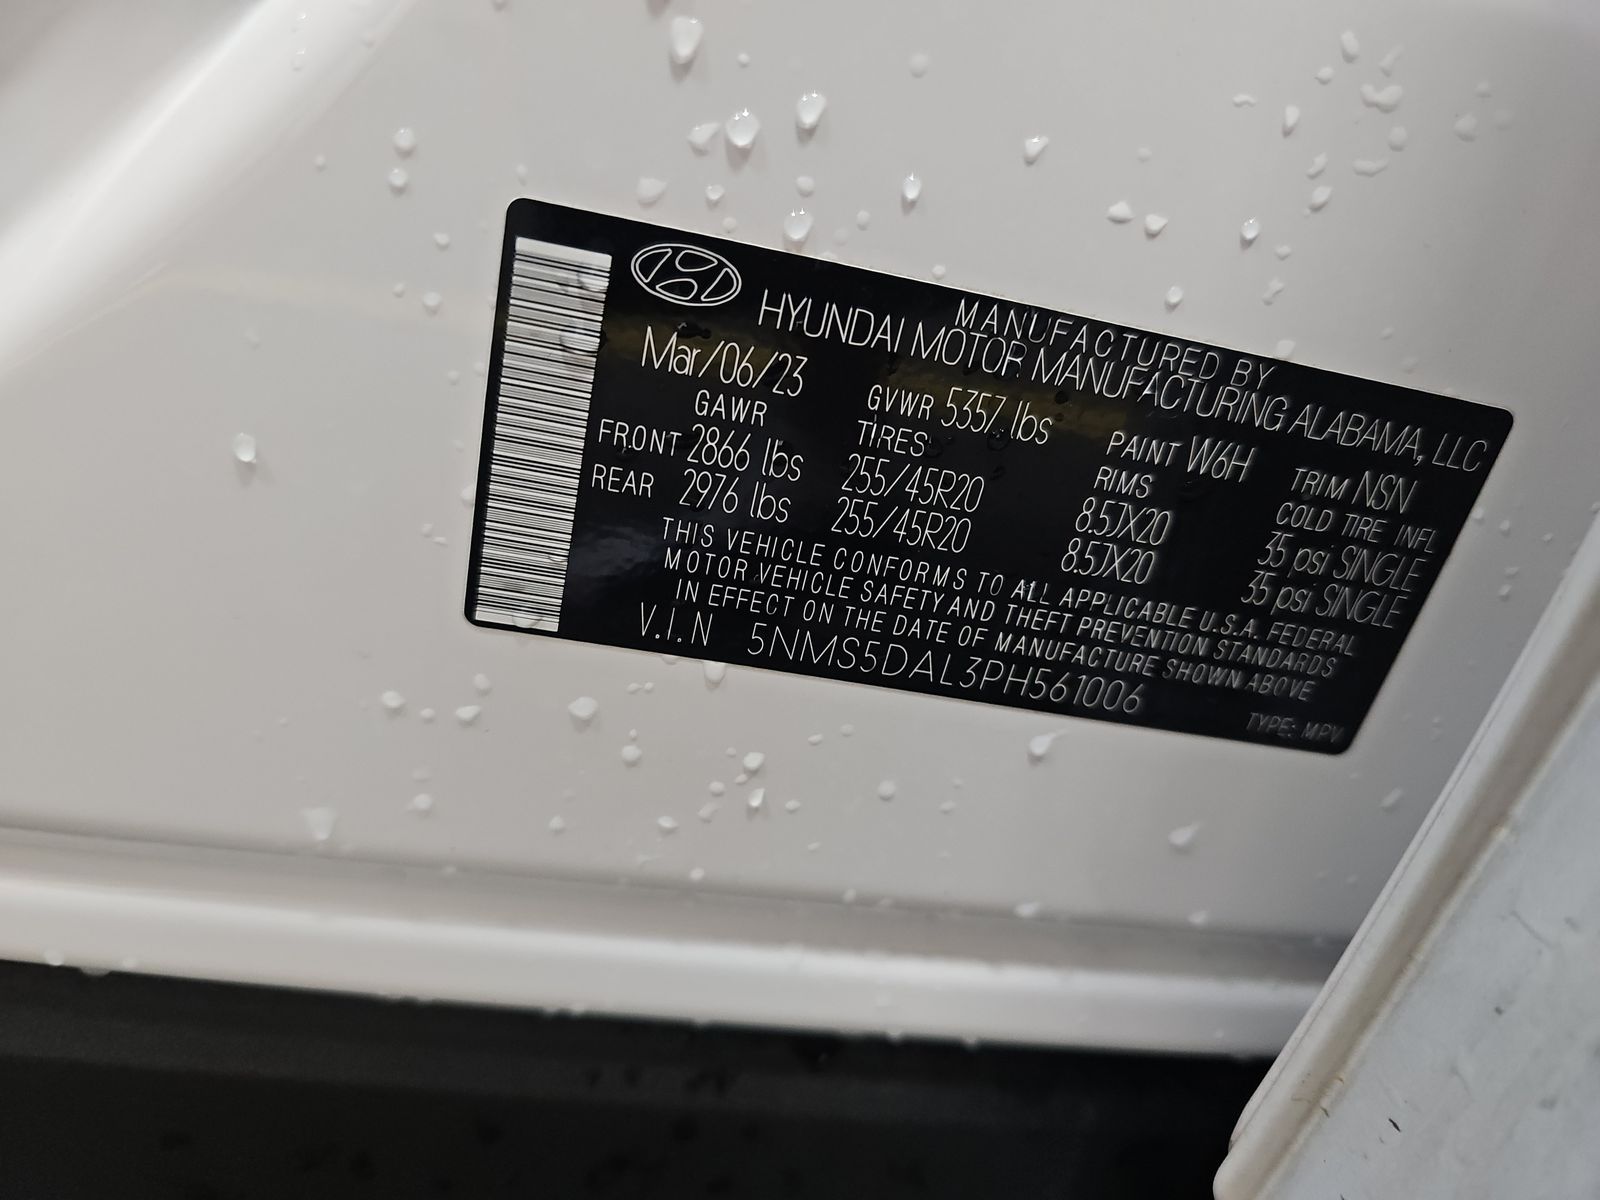 MANUFACTURED BY
HYUNDAI MOTOR MANUFACTURING ALABAMA, LLC
Mar/06/23 GVWR 5357 lbs PAINT W6H TRIM NSN
GAWR TIRES RIMS COLD TIRE INFL
FRONT 2866 lbs 255/45R20 8.5JX20 35 psi SINGLE
REAR 2976 lbs 255/45R20 8.5JX20 35 psi SINGLE
THIS VEHICLE CONFORMS TO ALL APPLICABLE U.S.A. FEDERAL
MOTOR VEHICLE SAFETY AND THEFT PREVENTION STANDARDS
IN EFFECT ON THE DATE OF MANUFACTURE SHOWN ABOVE
V.I.N 5NMS5DAL3PH561006
TYPE: MPV